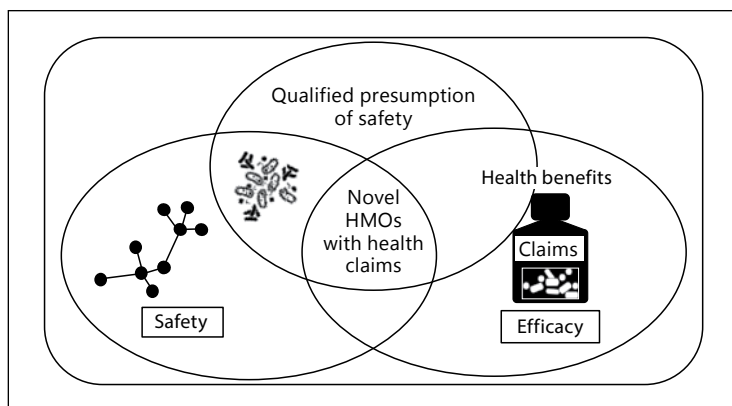 Qualified presumption
of safety
Health benefits
Novel
HMOs
with health
claims
Claims
Safety
Efficacy